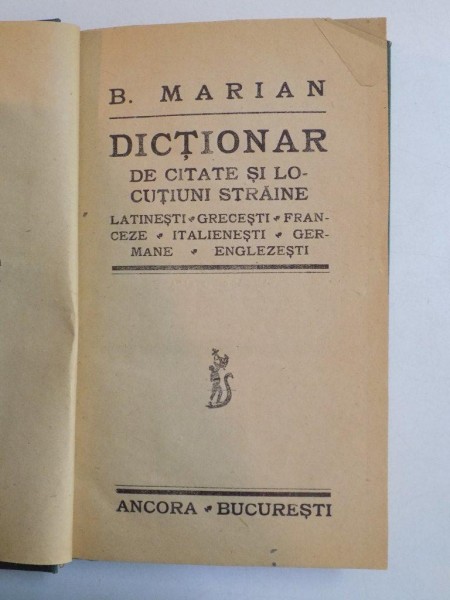 B. MARIAN
DICȚIONAR
DE CITATE ȘI LO-
CUȚIUNI STRĂINE
LATINEȘTI • GRECEȘTI • FRAN-
CEZE • ITALIENEȘTI • GER-
MANE • ENGLEZEȘTI
ANCORA • BUCUREȘTI